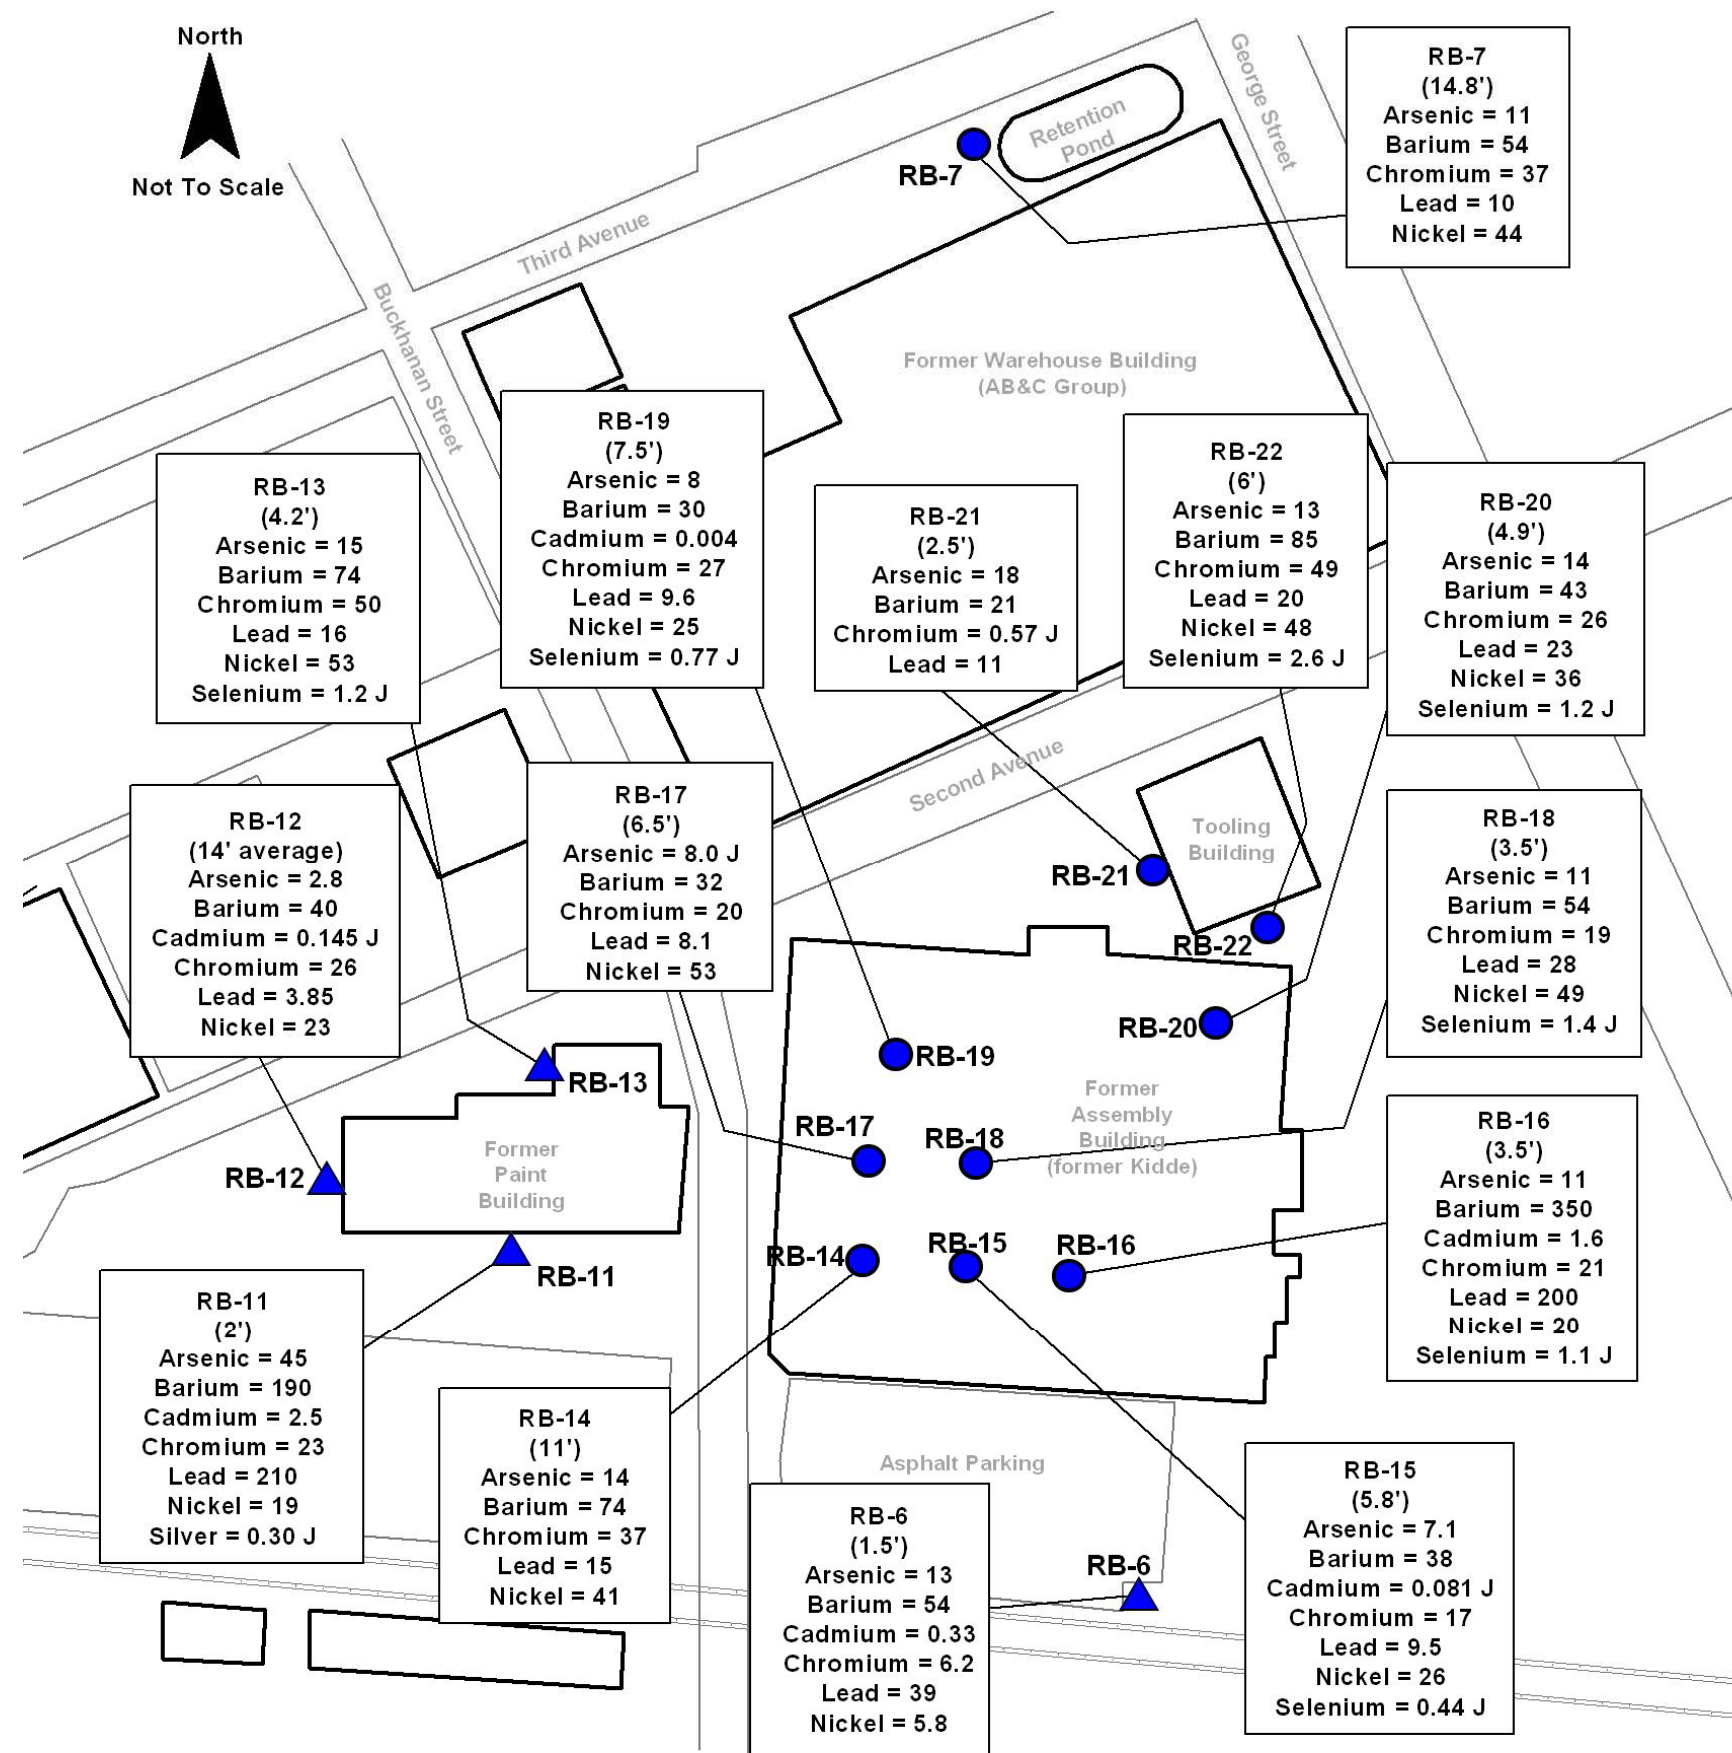 North
Not To Scale
George Street
Retention
Pond
RB-7
RB-7
(14.8')
Arsenic = 11
Barium = 54
Chromium = 37
Lead = 10
Nickel = 44
Third Avenue
Buckhanan Street
Former Warehouse Building
(AB&C Group)
RB-13
(4.2')
Arsenic = 15
Barium = 74
Chromium = 50
Lead = 16
Nickel = 53
Selenium = 1.2 J
RB-19
(7.5')
Arsenic = 8
Barium = 30
Cadmium = 0.004
Chromium = 27
Lead = 9.6
Nickel = 25
Selenium = 0.77 J
RB-21
(2.5')
Arsenic = 18
Barium = 21
Chromium = 0.57 J
Lead = 11
RB-22
(6')
Arsenic = 13
Barium = 85
Chromium = 49
Lead = 20
Nickel = 48
Selenium = 2.6 J
RB-20
(4.9')
Arsenic = 14
Barium = 43
Chromium = 26
Lead = 23
Nickel = 36
Selenium = 1.2 J
Second Avenue
RB-12
(14' average)
Arsenic = 2.8
Barium = 40
Cadmium = 0.145 J
Chromium = 26
Lead = 3.85
Nickel = 23
RB-17
(6.5')
Arsenic = 8.0 J
Barium = 32
Chromium = 20
Lead = 8.1
Nickel = 53
Tooling
Building
RB-21
RB-22
RB-18
(3.5')
Arsenic = 11
Barium = 54
Chromium = 19
Lead = 28
Nickel = 49
Selenium = 1.4 J
RB-20
RB-19
RB-13
Former
Assembly
Building
(former Kidde)
RB-17
RB-18
Former
Paint
Building
RB-12
RB-16
(3.5')
Arsenic = 11
Barium = 350
Cadmium = 1.6
Chromium = 21
Lead = 200
Nickel = 20
Selenium = 1.1 J
RB-14
RB-15
RB-16
RB-11
RB-11
(2')
Arsenic = 45
Barium = 190
Cadmium = 2.5
Chromium = 23
Lead = 210
Nickel = 19
Silver = 0.30 J
RB-14
(11')
Arsenic = 14
Barium = 74
Chromium = 37
Lead = 15
Nickel = 41
Asphalt Parking
RB-6
(1.5')
Arsenic = 13
Barium = 54
Cadmium = 0.33
Chromium = 6.2
Lead = 39
Nickel = 5.8
RB-6
RB-15
(5.8')
Arsenic = 7.1
Barium = 38
Cadmium = 0.081 J
Chromium = 17
Lead = 9.5
Nickel = 26
Selenium = 0.44 J